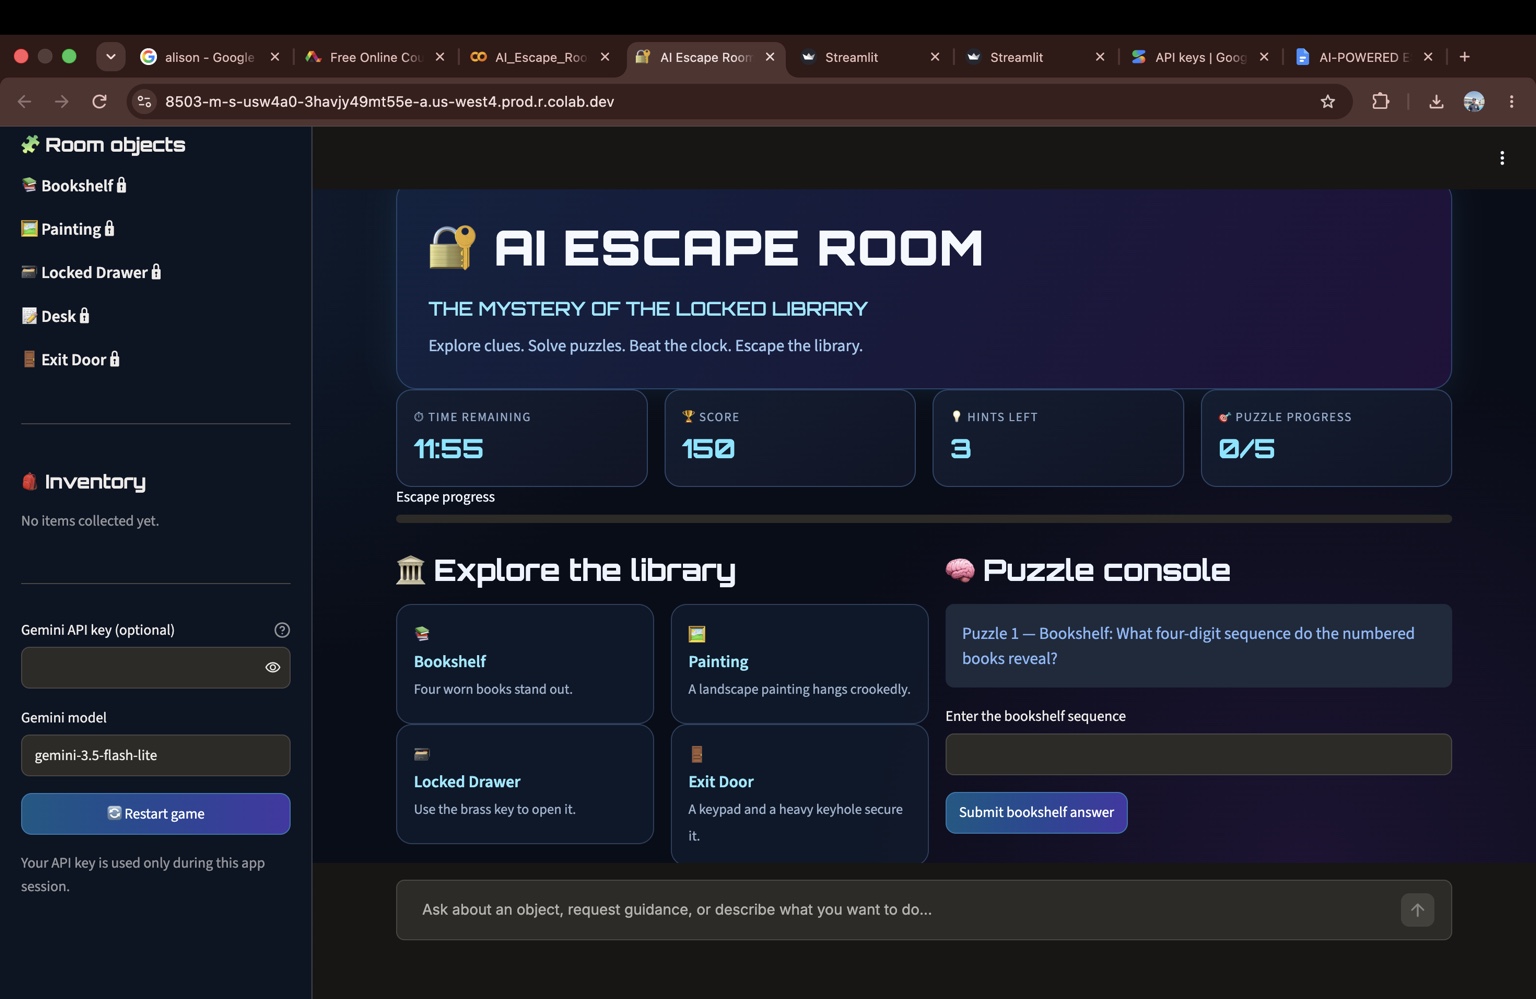 alison - Google
Free Online Cou
AI_Escape_Roo
AI Escape Room
Streamlit
Streamlit
API keys | Goog
AI-POWERED E
8503-m-s-usw4a0-3havjy49mt55e-a.us-west4.prod.r.colab.dev
Room objects
Bookshelf
Painting
Locked Drawer
Desk
Exit Door
Inventory
No items collected yet.
Gemini API key (optional)
Gemini model
gemini-3.5-flash-lite
Restart game
Your API key is used only during this app
session.
AI ESCAPE ROOM
THE MYSTERY OF THE LOCKED LIBRARY
Explore clues. Solve puzzles. Beat the clock. Escape the library.
TIME REMAINING
11:55
SCORE
150
HINTS LEFT
3
PUZZLE PROGRESS
0/5
Escape progress
Explore the library
Bookshelf
Four worn books stand out.
Painting
A landscape painting hangs crookedly.
Locked Drawer
Use the brass key to open it.
Exit Door
A keypad and a heavy keyhole secure
it.
Puzzle console
Puzzle 1 — Bookshelf: What four-digit sequence do the numbered
books reveal?
Enter the bookshelf sequence
Submit bookshelf answer
Ask about an object, request guidance, or describe what you want to do...